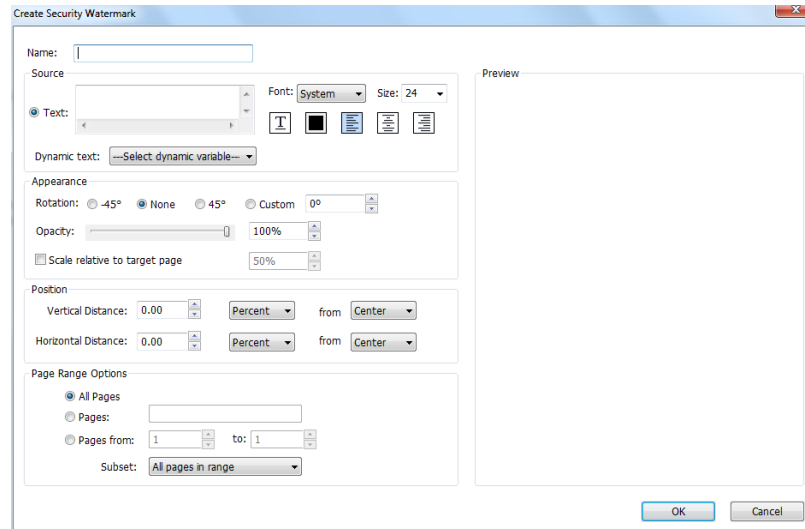 Create Security Watermark
Name:
Source
Preview
Font: System Size: 24
Text:
T
Dynamic text: ---Select dynamic variable---
Appearance
Rotation: -45° None 45° Custom 0°
Opacity: 100%
Scale relative to target page 50%
Position
Vertical Distance: 0.00 Percent from Center
Horizontal Distance: 0.00 Percent from Center
Page Range Options
All Pages
Pages:
Pages from: 1 to: 1
Subset: All pages in range
OK Cancel